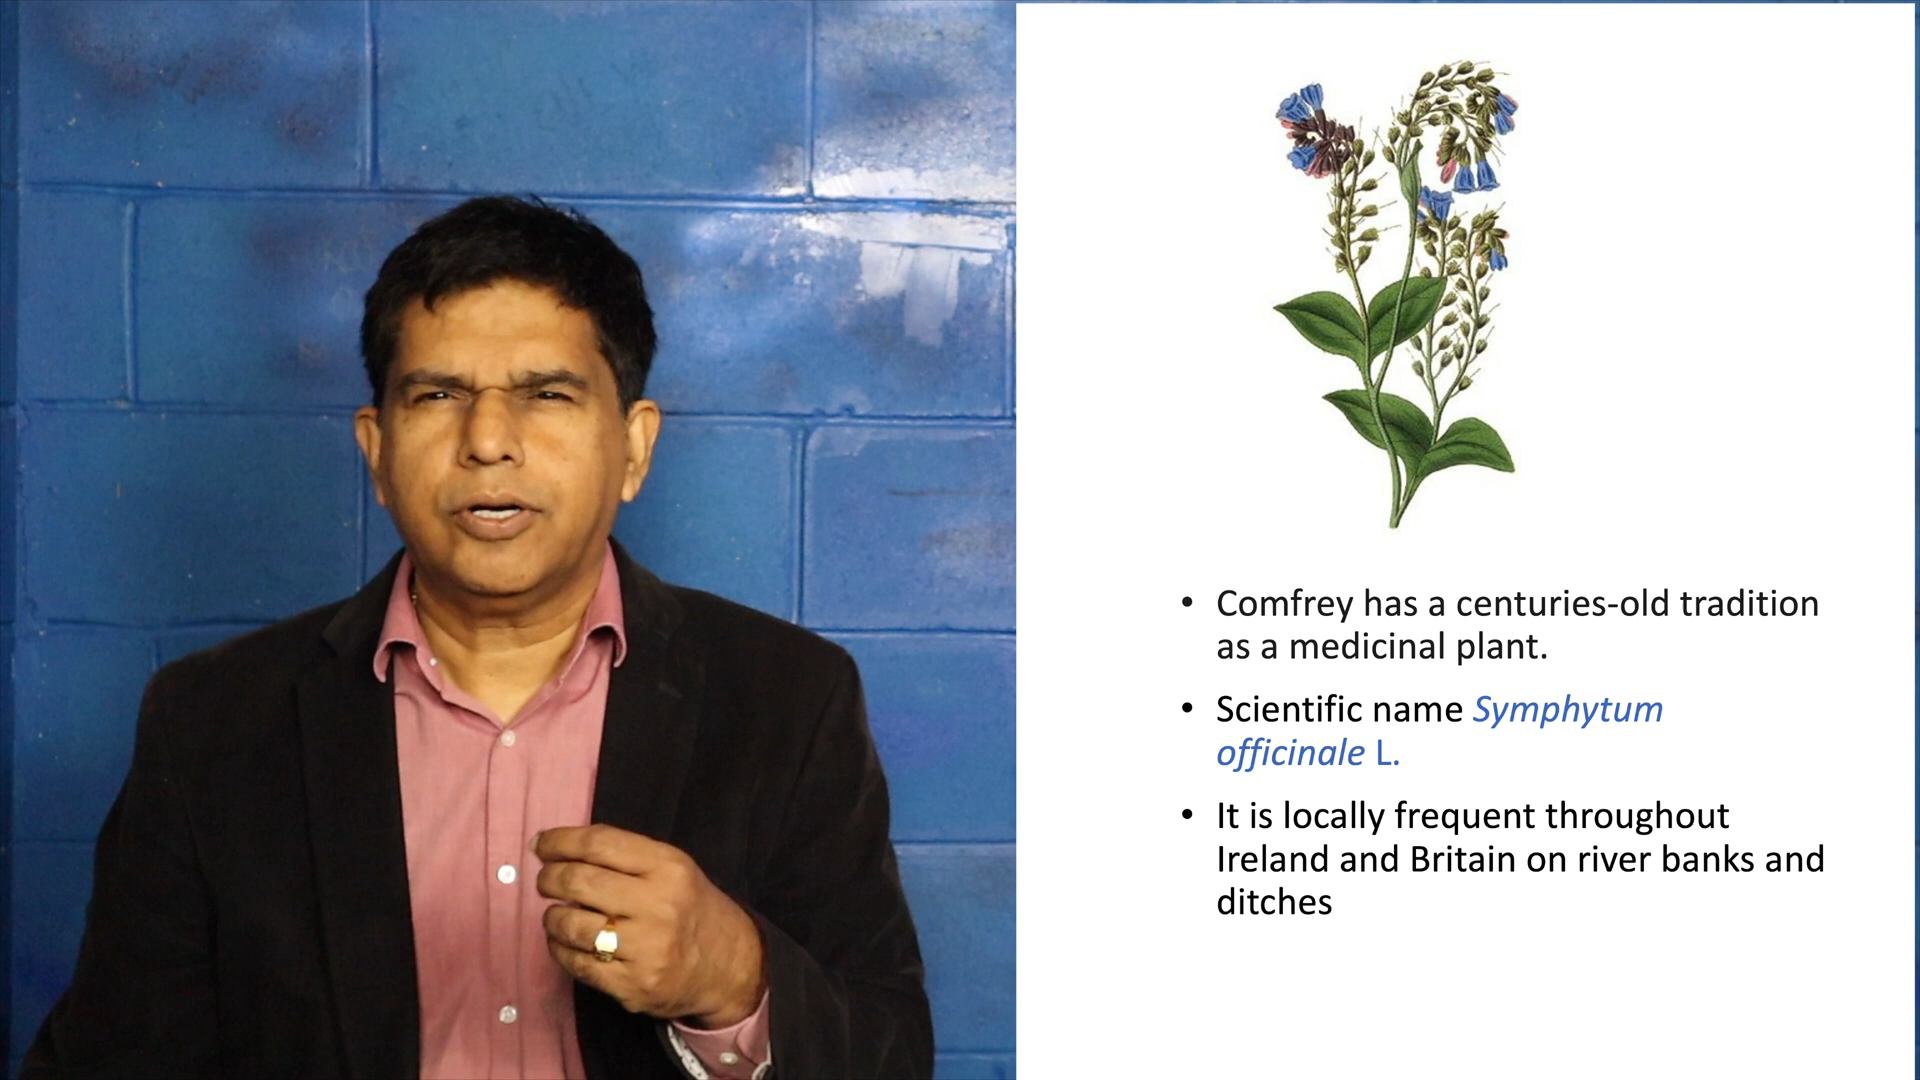 • Comfrey has a centuries-old tradition
as a medicinal plant.
• Scientific name Symphytum
officinale L.
• It is locally frequent throughout
Ireland and Britain on river banks and
ditches